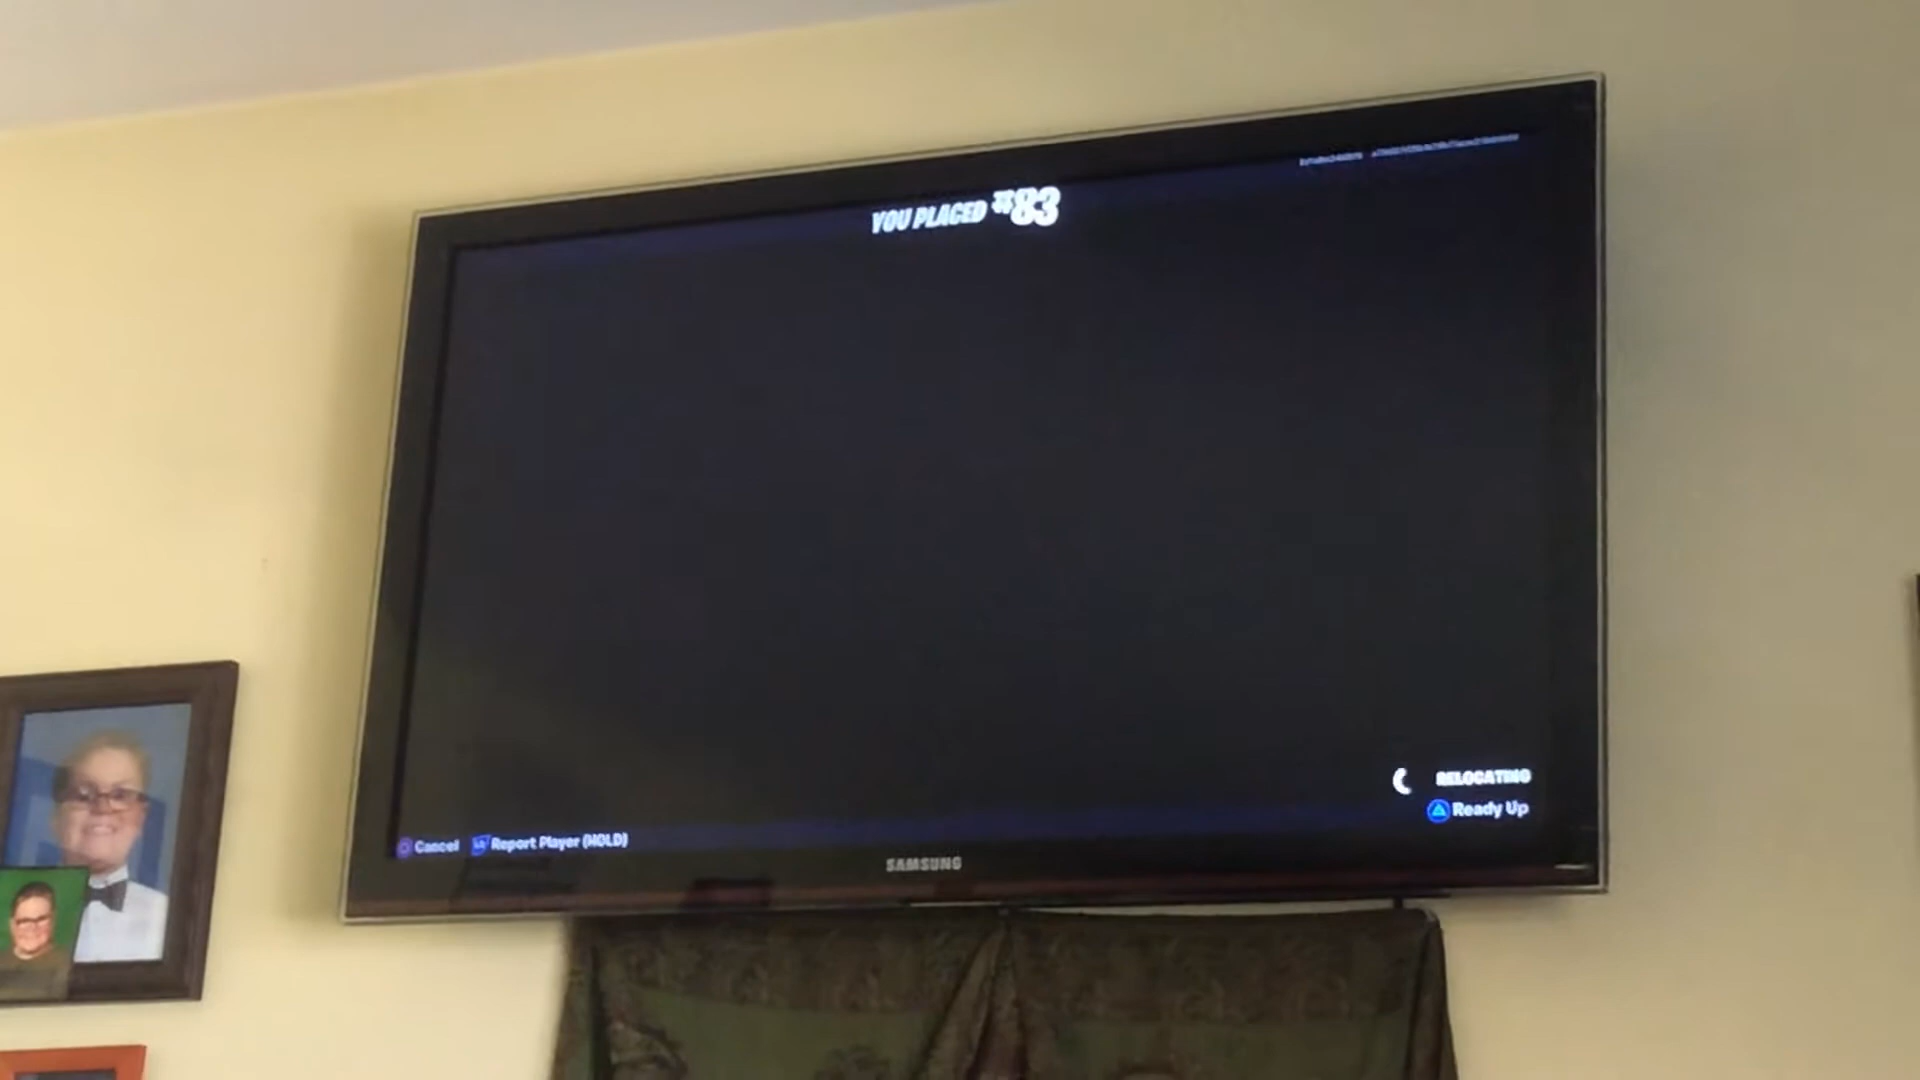 YOU PLACED #83
RELOCATING
Ready Up
Cancel Report Player (HOLD)
SAMSUNG